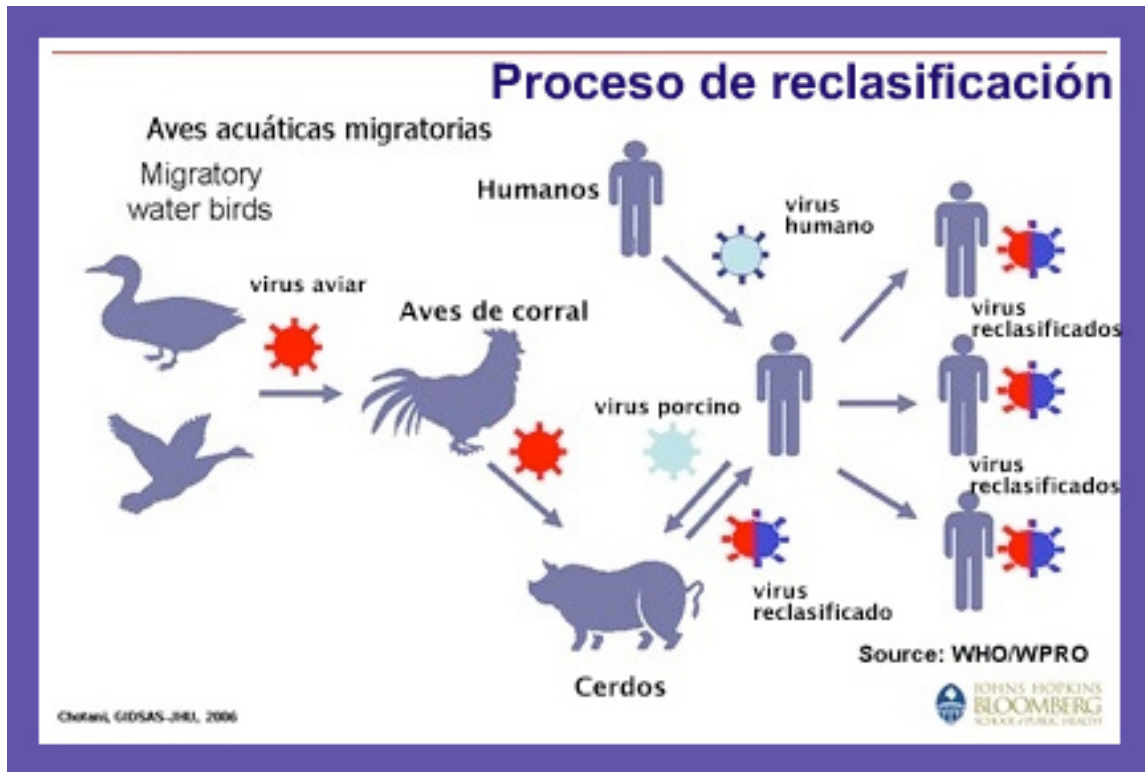 Proceso de reclasificación
Aves acuáticas migratorias
Migratory
water birds
Humanos
virus
humano
virus aviar
Aves de corral
virus
reclasificados
virus porcino
virus
reclasificados
virus
reclasificado
Cerdos
Source: WHO/WPRO
Chotani, GIDSAS-JHU, 2006
JOHNS HOPKINS
BLOOMBERG
SCHOOL of PUBLIC HEALTH